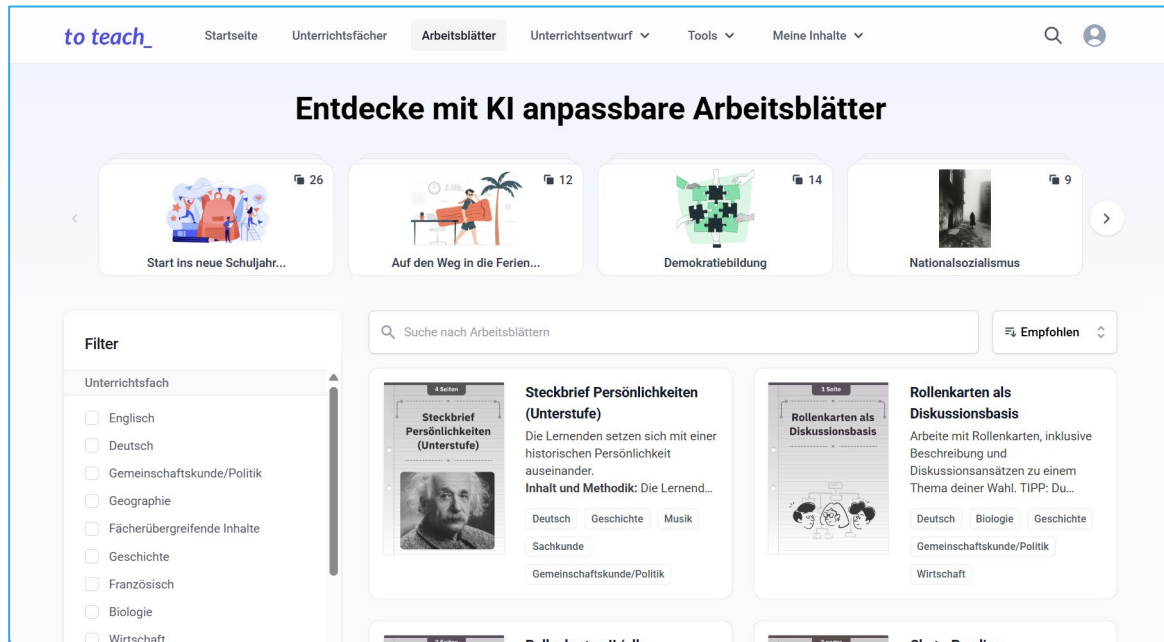 to teach_
Startseite
Unterrichtsfächer
Arbeitsblätter
Unterrichtsentwurf
Tools
Meine Inhalte
Entdecke mit KI anpassbare Arbeitsblätter
26
Start ins neue Schuljahr...
12
Auf den Weg in die Ferien...
14
Demokratiebildung
9
Nationalsozialismus
Filter
Unterrichtsfach
Englisch
Deutsch
Gemeinschaftskunde/Politik
Geographie
Fächerübergreifende Inhalte
Geschichte
Französisch
Biologie
Wirtschaft
Suche nach Arbeitsblättern
Empfohlen
4 Seiten
Steckbrief
Persönlichkeiten
(Unterstufe)
Steckbrief Persönlichkeiten
(Unterstufe)
Die Lernenden setzen sich mit einer
historischen Persönlichkeit
auseinander.
Inhalt und Methodik: Die Lernend...
Deutsch Geschichte Musik
Sachkunde
Gemeinschaftskunde/Politik
1 Seite
Rollenkarten als
Diskussionsbasis
Rollenkarten als
Diskussionsbasis
Arbeite mit Rollenkarten, inklusive
Beschreibung und
Diskussionsansätzen zu einem
Thema deiner Wahl. TIPP: Du...
Deutsch Biologie Geschichte
Gemeinschaftskunde/Politik
Wirtschaft